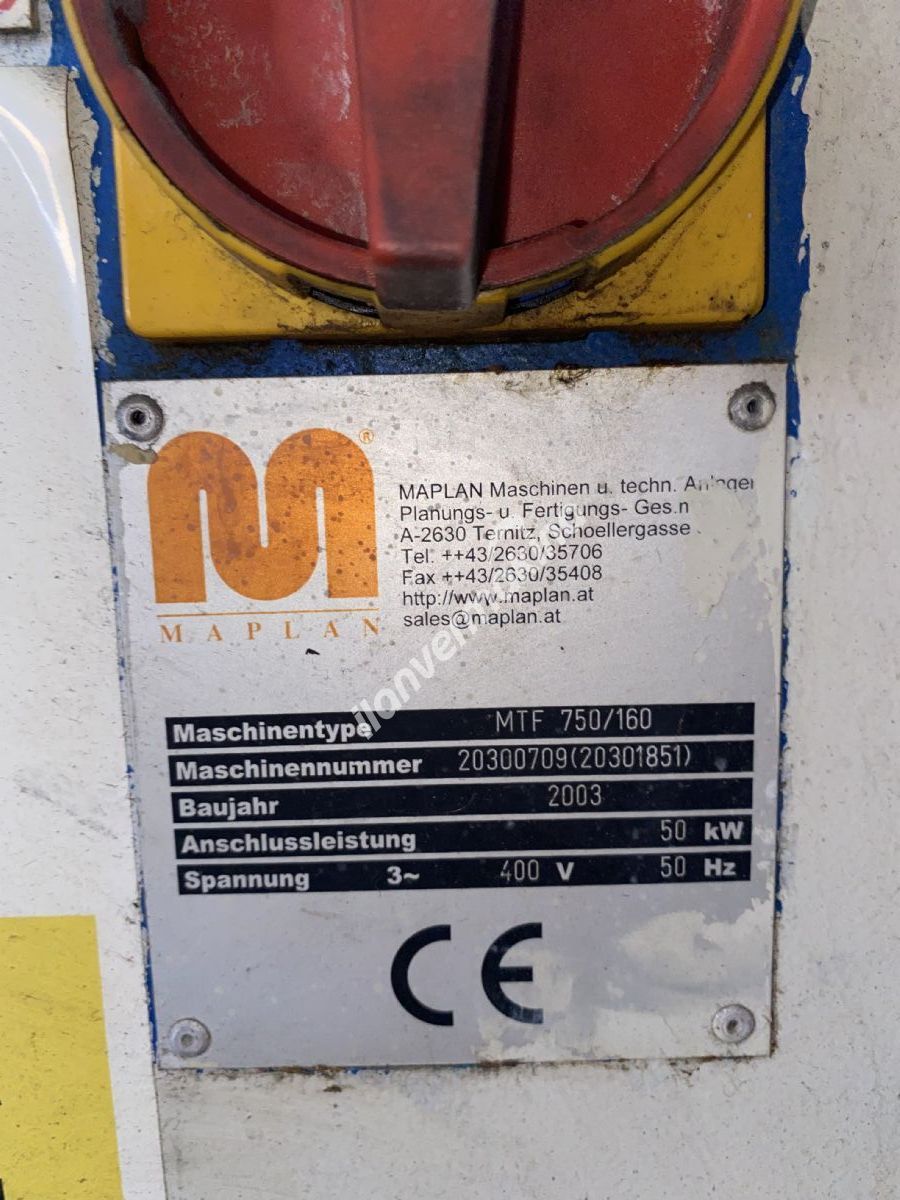 ®
MAPLAN
MAPLAN Maschinen u. techn.
Planungs- u. Fertigungs-
A-2630 Ternitz, Schoellergasse
Tel. ++43/2630/35706
Fax ++43/2630/35408
http://www.maplan.at
sales@maplan.at
Maschinentype MTF 750/160
Maschinennummer 20300709(20301851)
Baujahr 2003
Anschlussleistung 50 kW
Spannung 3~ 400 V 50 Hz
CE